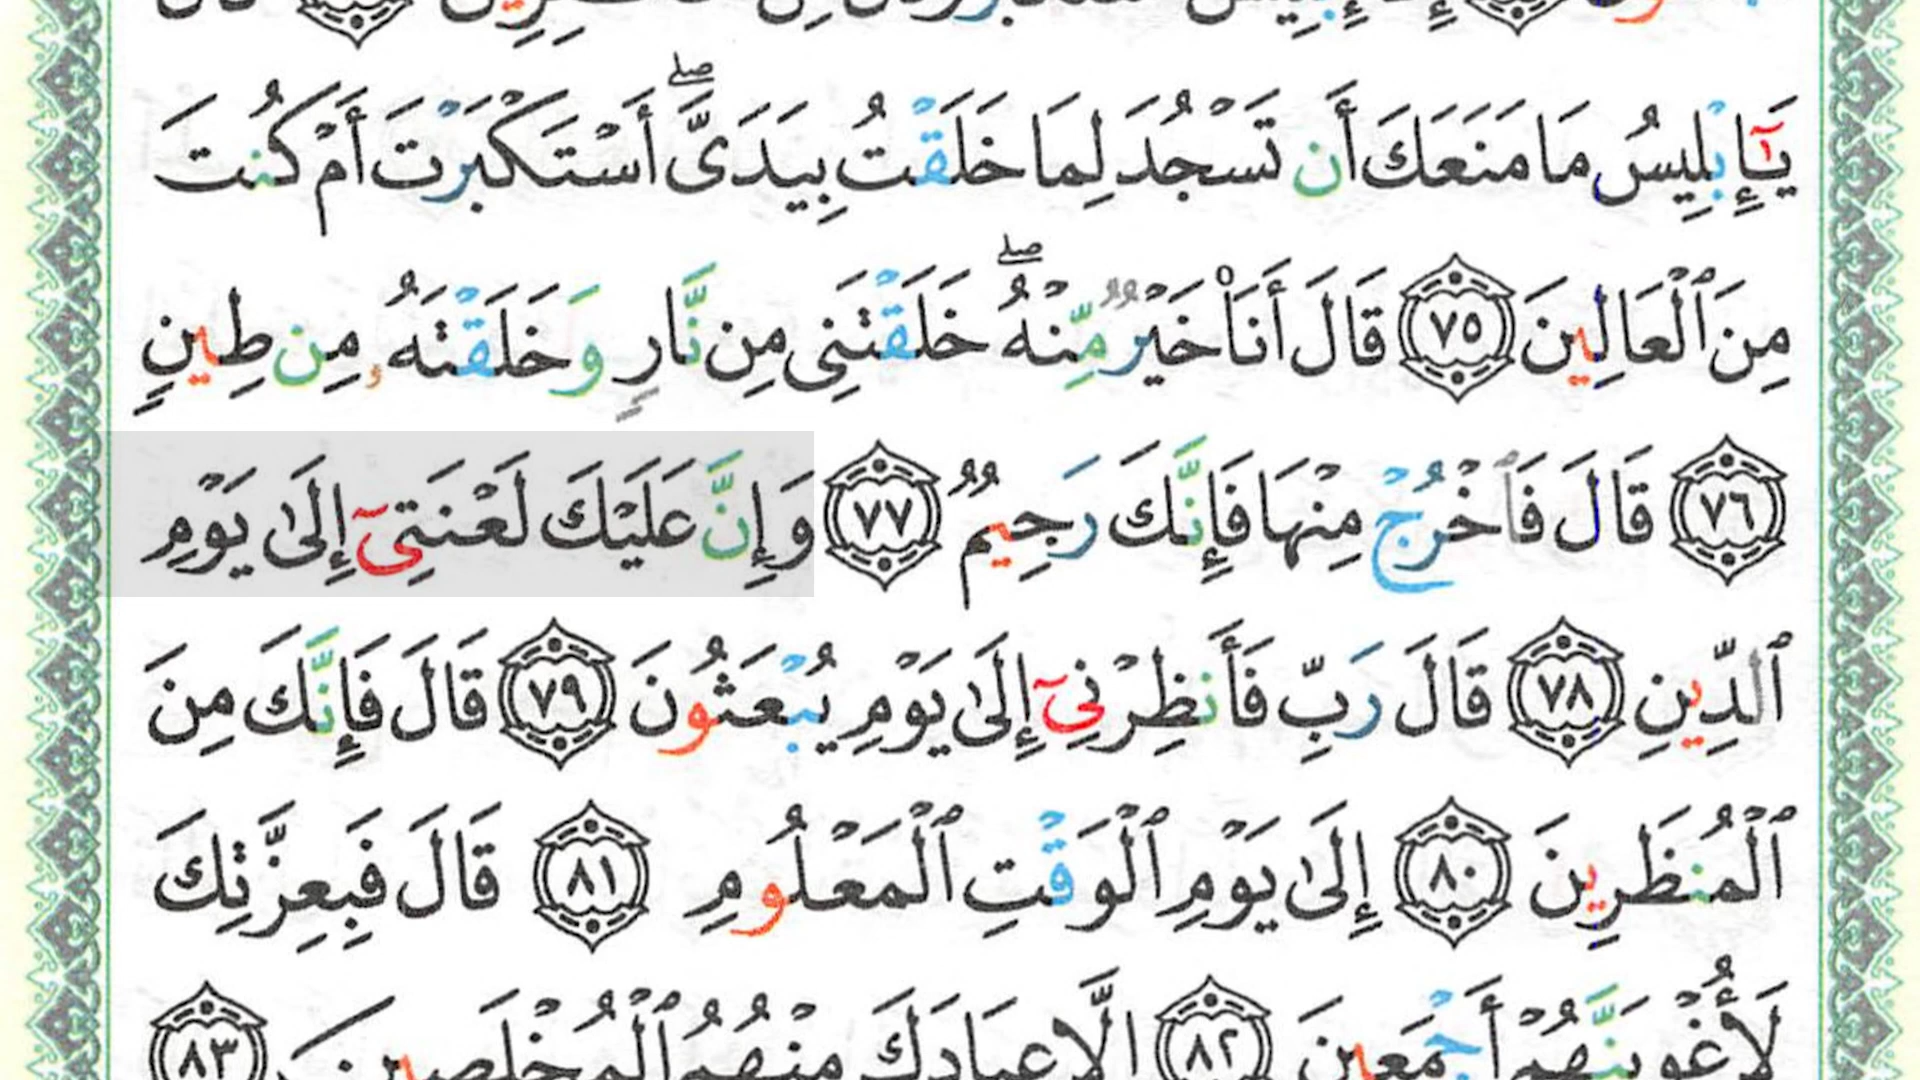 يَٰٓإِبْلِيسُ مَا مَنَعَكَ أَن تَسْجُدَ لِمَا خَلَقْتُ بِيَدَىَّ ۖ أَسْتَكْبَرْتَ أَمْ كُنتَ
مِنَ ٱلْعَالِينَ ٧٥ قَالَ أَنَا۠ خَيْرٌ مِّنْهُ ۖ خَلَقْتَنِى مِن نَّارٍ وَخَلَقْتَهُۥ مِن طِينٍ
٧٦ قَالَ فَٱخْرُجْ مِنْهَا فَإِنَّكَ رَجِيمٌ ٧٧ وَإِنَّ عَلَيْكَ لَعْنَتِىٓ إِلَىٰ يَوْمِ
ٱلدِّينِ ٧٨ قَالَ رَبِّ فَأَنظِرْنِىٓ إِلَىٰ يَوْمِ يُبْعَثُونَ ٧٩ قَالَ فَإِنَّكَ مِنَ
ٱلْمُنظَرِينَ ٨٠ إِلَىٰ يَوْمِ ٱلْوَقْتِ ٱلْمَعْلُومِ ٨١ قَالَ فَبِعِزَّتِكَ
لَأُغْوِيَنَّهُمْ أَجْمَعِينَ ٨٢ إِلَّا عِبَادَكَ مِنْهُمُ ٱلْمُخْلَصِينَ ٨٣